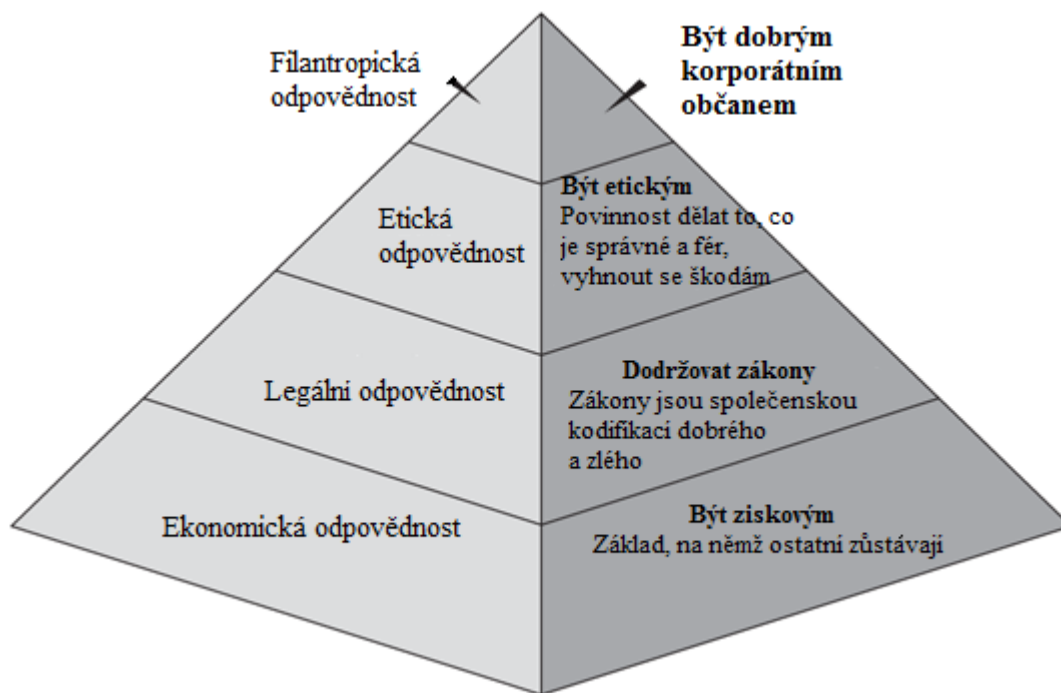 Filantropická
odpovědnost
Být dobrým
korporátním
občanem
Etická
odpovědnost
Být etickým
Povinnost dělat to, co
je správné a fér,
vyhnout se škodám
Legální odpovědnost
Dodržovat zákony
Zákony jsou společenskou
kodifikací dobrého
a zlého
Ekonomická odpovědnost
Být ziskovým
Základ, na němž ostatní zůstávají